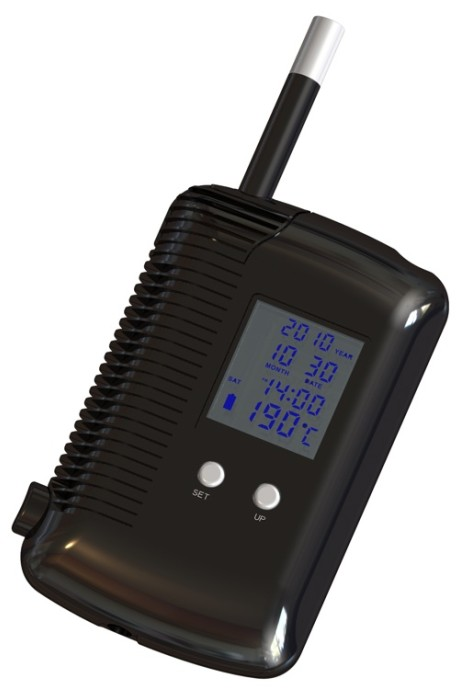 2010 YEAR
10 30
MONTH DATE
14:00
BAT
190°C
SET
UP